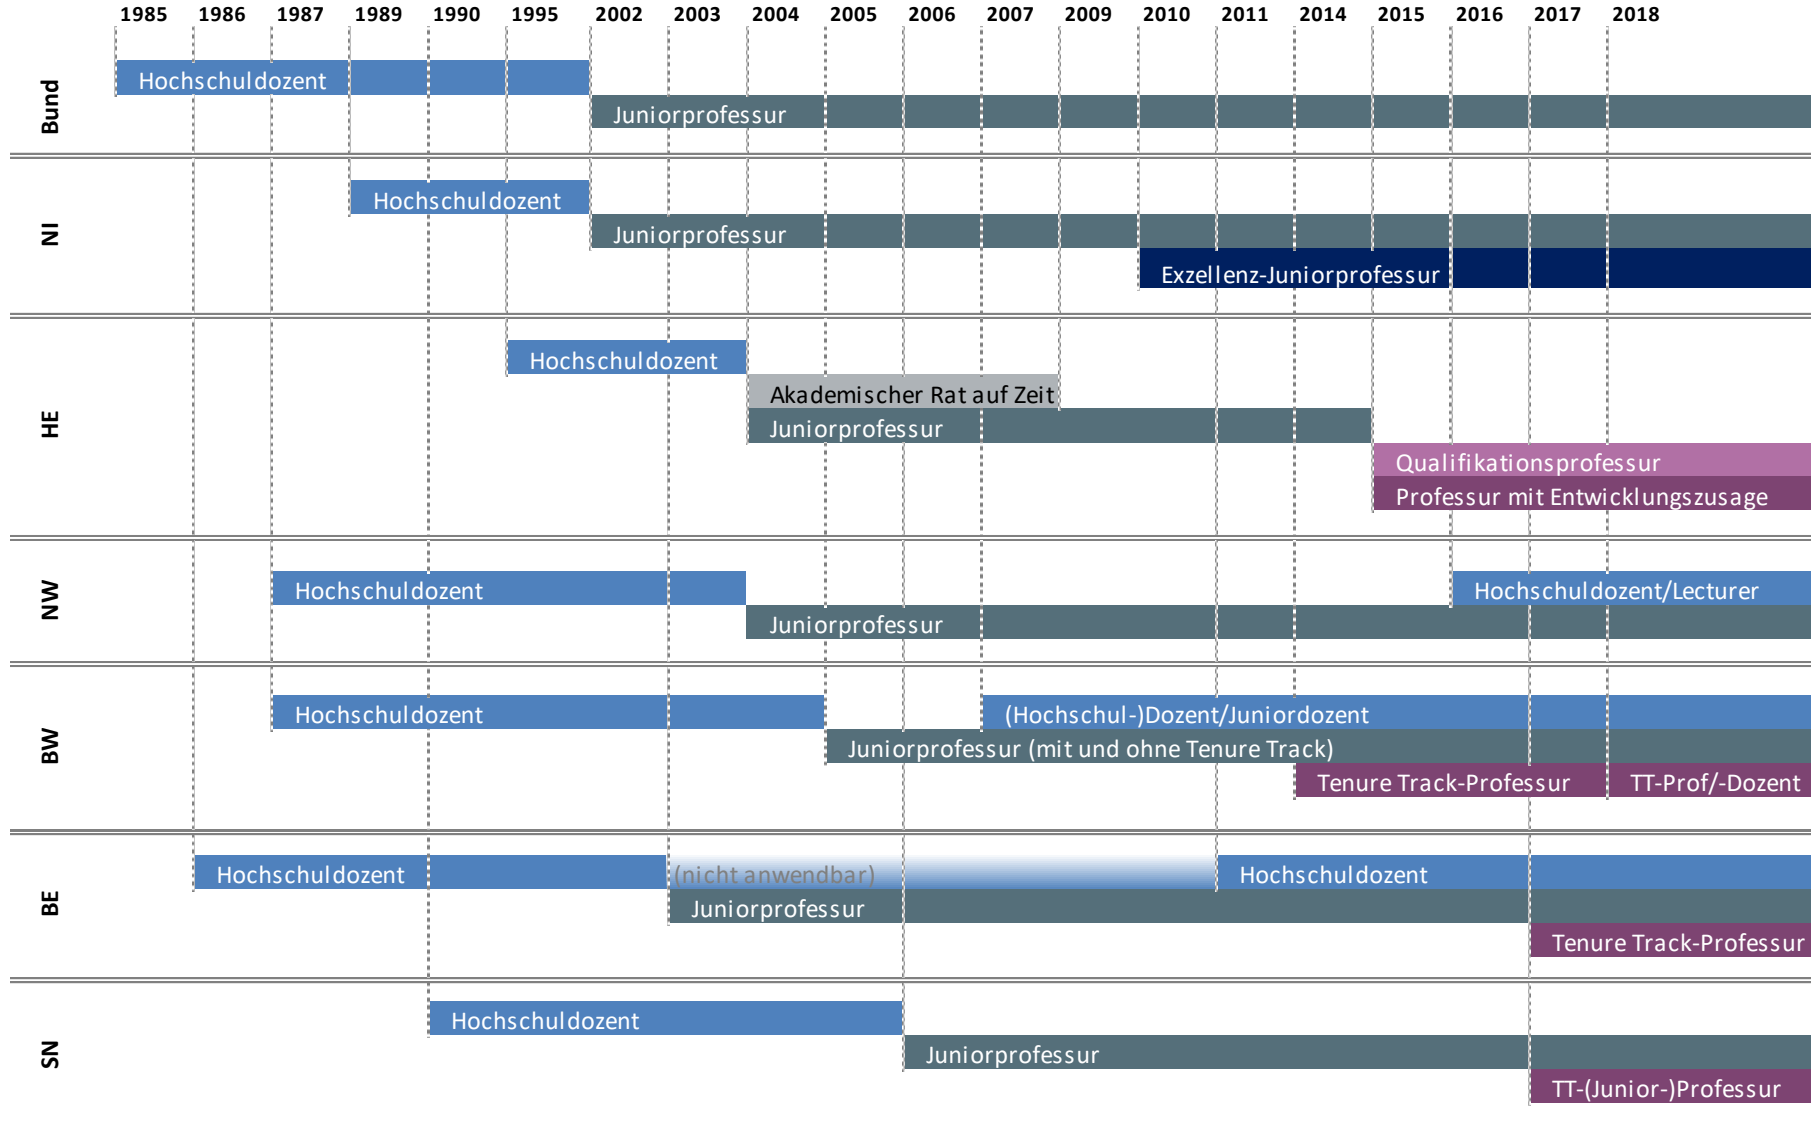 1985 1986 1987 1989 1990 1995 2002 2003 2004 2005 2006 2007 2009 2010 2011 2014 2015 2016 2017 2018
Bund
Hochschuldozent
Juniorprofessur
NI
Hochschuldozent
Juniorprofessur
Exzellenz-Juniorprofessur
HE
Hochschuldozent
Akademischer Rat auf Zeit
Juniorprofessur
Qualifikationsprofessur
Professur mit Entwicklungszusage
NW
Hochschuldozent Hochschuldozent/Lecturer
Juniorprofessur
BW
Hochschuldozent (Hochschul-)Dozent/Juniordozent
Juniorprofessur (mit und ohne Tenure Track)
Tenure Track-Professur TT-Prof/-Dozent
BE
Hochschuldozent (nicht anwendbar) Hochschuldozent
Juniorprofessur
Tenure Track-Professur
SN
Hochschuldozent
Juniorprofessur
TT-(Junior-)Professur